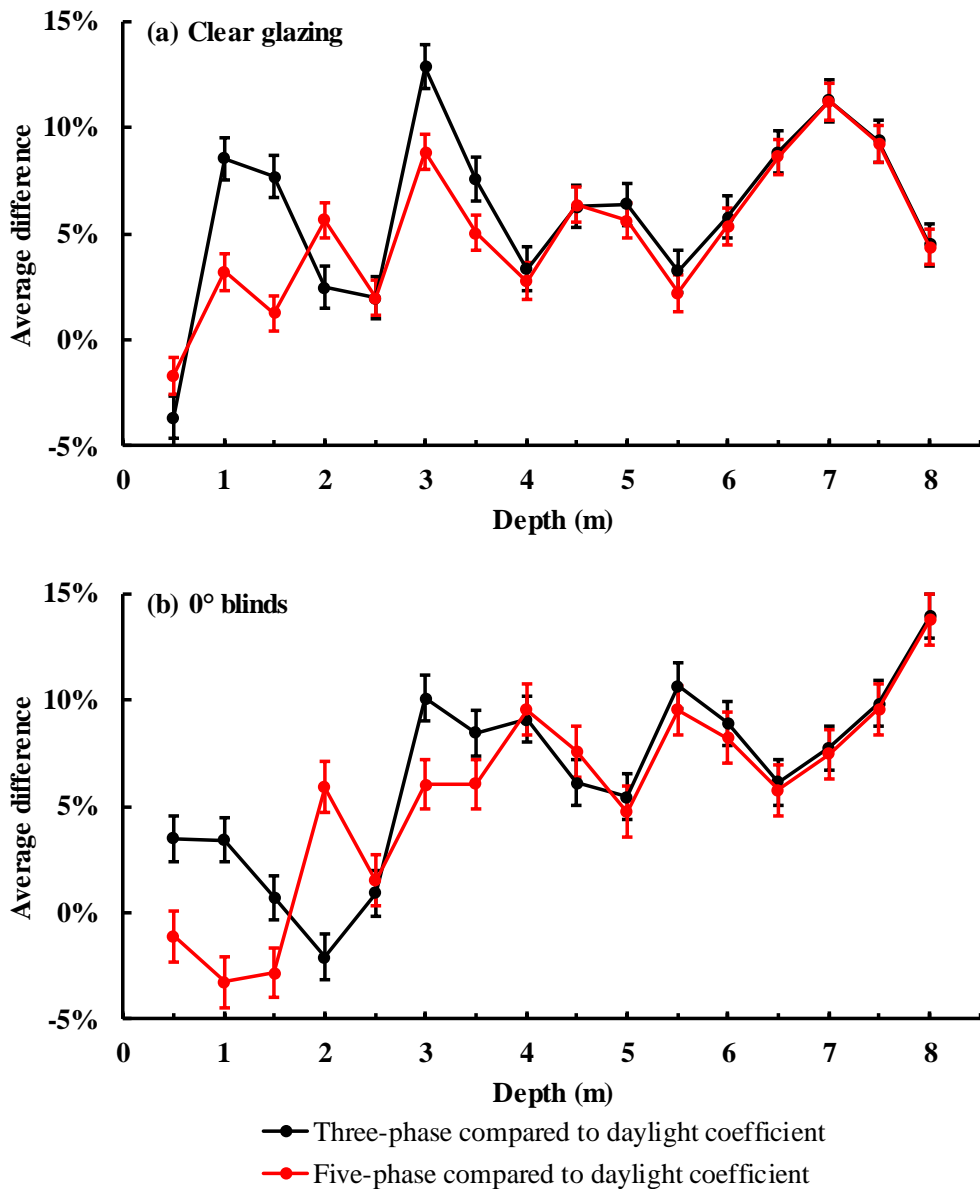 15%
(a) Clear glazing
10%
5%
0%
-5%
Average difference
0 1 2 3 4 5 6 7 8
Depth (m)
15%
(b) 0° blinds
10%
5%
0%
-5%
Average difference
0 1 2 3 4 5 6 7 8
Depth (m)
Three-phase compared to daylight coefficient
Five-phase compared to daylight coefficient